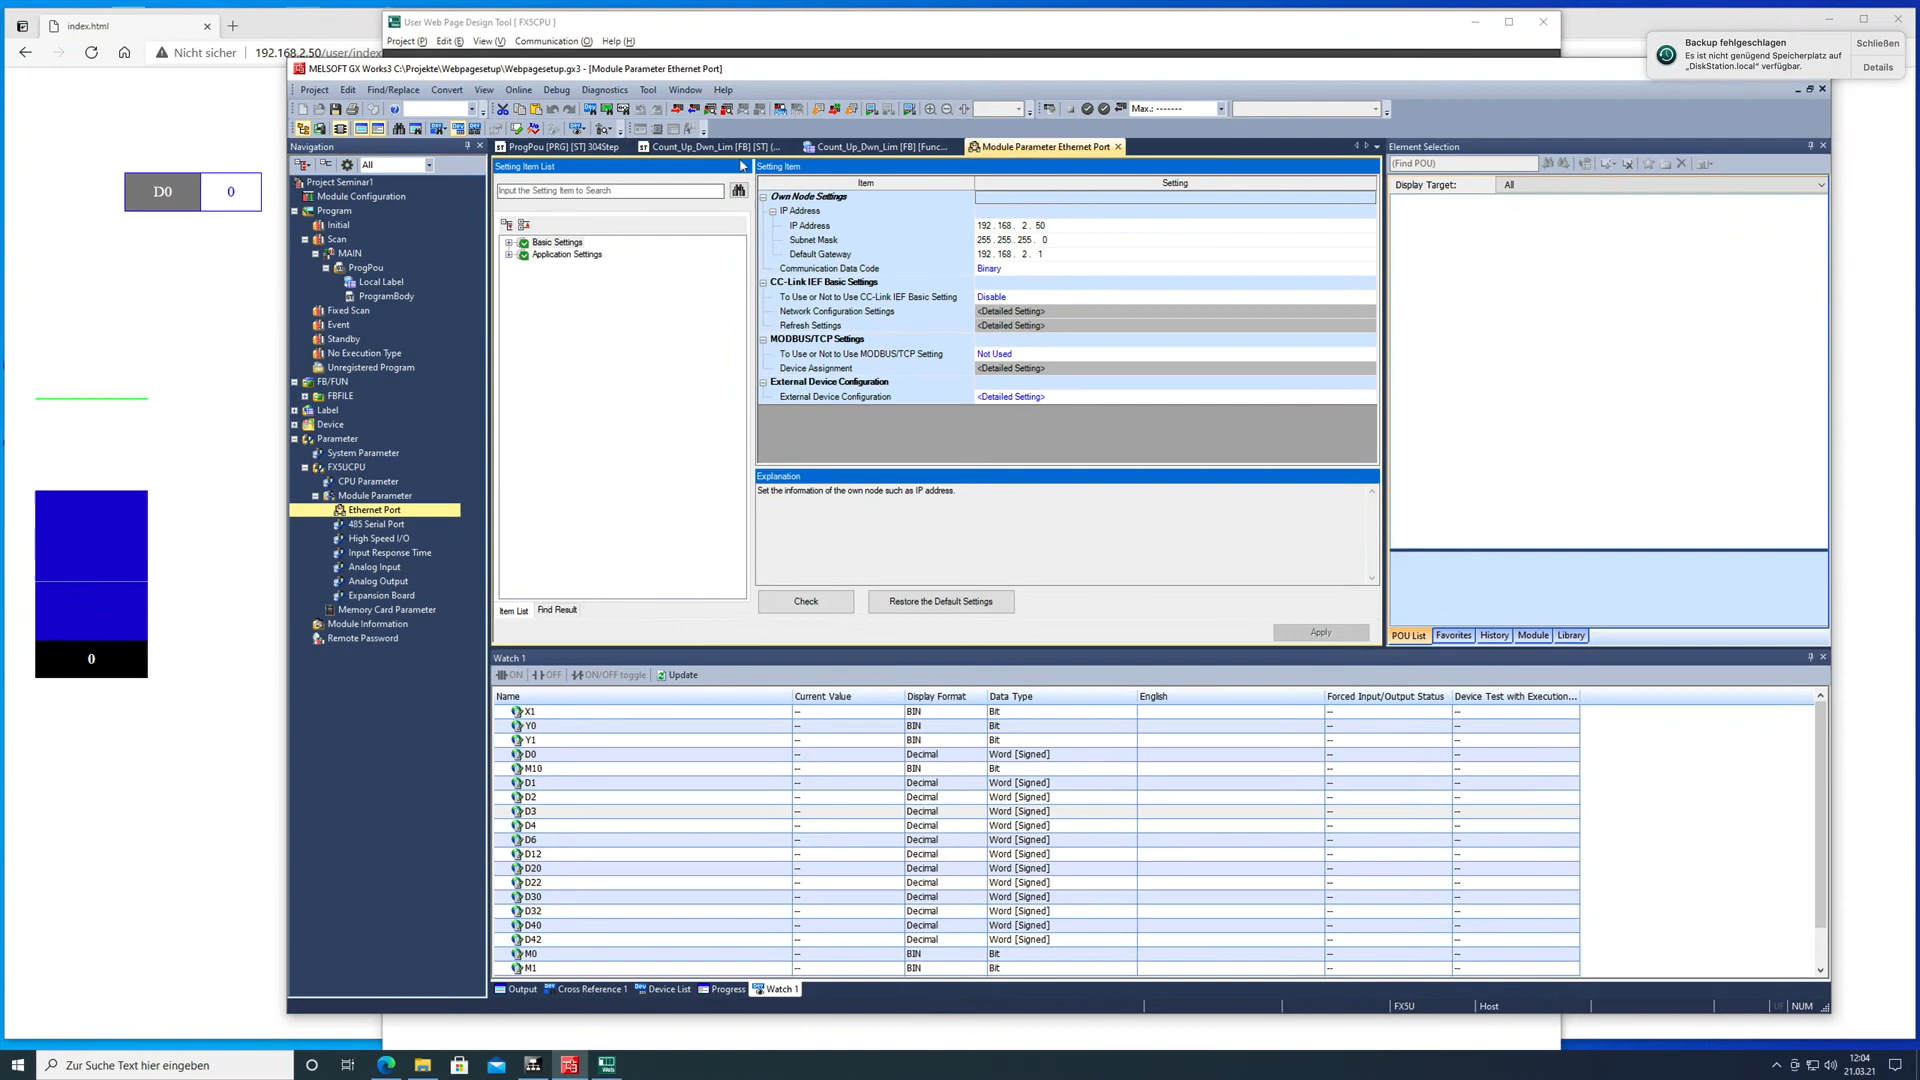 index.html
User Web Page Design Tool [ FX5CPU ]
Project (P) Edit (E) View (V) Communication (O) Help (H)
Nicht sicher 192.168.2.50/user/index
Backup fehlgeschlagen
Es ist nicht genügend Speicherplatz auf
„DiskStation.local" verfügbar.
Schließen
Details
MELSOFT GX Works3 C:\Projekte\Webpagesetup\Webpagesetup.gx3 - [Module Parameter Ethernet Port]
Project Edit Find/Replace Convert View Online Debug Diagnostics Tool Window Help
Max.: -------
Navigation
All
Project Seminar1
Module Configuration
Program
Initial
Scan
MAIN
ProgPou
Local Label
ProgramBody
Fixed Scan
Event
Standby
No Execution Type
Unregistered Program
FB/FUN
FBFILE
Label
Device
Parameter
System Parameter
FX5UCPU
CPU Parameter
Module Parameter
Ethernet Port
485 Serial Port
High Speed I/O
Input Response Time
Analog Input
Analog Output
Expansion Board
Memory Card Parameter
Module Information
Remote Password
D0 0
0
ProgPou [PRG] [ST] 304Step
Count_Up_Dwn_Lim [FB] [ST] (...
Count_Up_Dwn_Lim [FB] [Func...
Module Parameter Ethernet Port
Setting Item List
Input the Setting Item to Search
Basic Settings
Application Settings
Item List Find Result
Setting Item
Item Setting
Own Node Settings
IP Address
IP Address 192 . 168 . 2 . 50
Subnet Mask 255 . 255 . 255 . 0
Default Gateway 192 . 168 . 2 . 1
Communication Data Code Binary
CC-Link IEF Basic Settings
To Use or Not to Use CC-Link IEF Basic Setting Disable
Network Configuration Settings <Detailed Setting>
Refresh Settings <Detailed Setting>
MODBUS/TCP Settings
To Use or Not to Use MODBUS/TCP Setting Not Used
Device Assignment <Detailed Setting>
External Device Configuration
External Device Configuration <Detailed Setting>
Explanation
Set the information of the own node such as IP address.
Check Restore the Default Settings
Apply
Element Selection
(Find POU)
Display Target: All
POU List Favorites History Module Library
Watch 1
ON OFF ON/OFF toggle Update
Name Current Value Display Format Data Type English Forced Input/Output Status Device Test with Execution...
X1 -- BIN Bit -- --
Y0 -- BIN Bit -- --
Y1 -- BIN Bit -- --
D0 -- Decimal Word [Signed] -- --
M10 -- BIN Bit -- --
D1 -- Decimal Word [Signed] -- --
D2 -- Decimal Word [Signed] -- --
D3 -- Decimal Word [Signed] -- --
D4 -- Decimal Word [Signed] -- --
D6 -- Decimal Word [Signed] -- --
D12 -- Decimal Word [Signed] -- --
D20 -- Decimal Word [Signed] -- --
D22 -- Decimal Word [Signed] -- --
D30 -- Decimal Word [Signed] -- --
D32 -- Decimal Word [Signed] -- --
D40 -- Decimal Word [Signed] -- --
D42 -- Decimal Word [Signed] -- --
M0 -- BIN Bit -- --
M1 -- BIN Bit -- --
Output Cross Reference 1 Device List Progress Watch 1
FX5U Host NUM
Zur Suche Text hier eingeben
Web
12:04
21.03.21